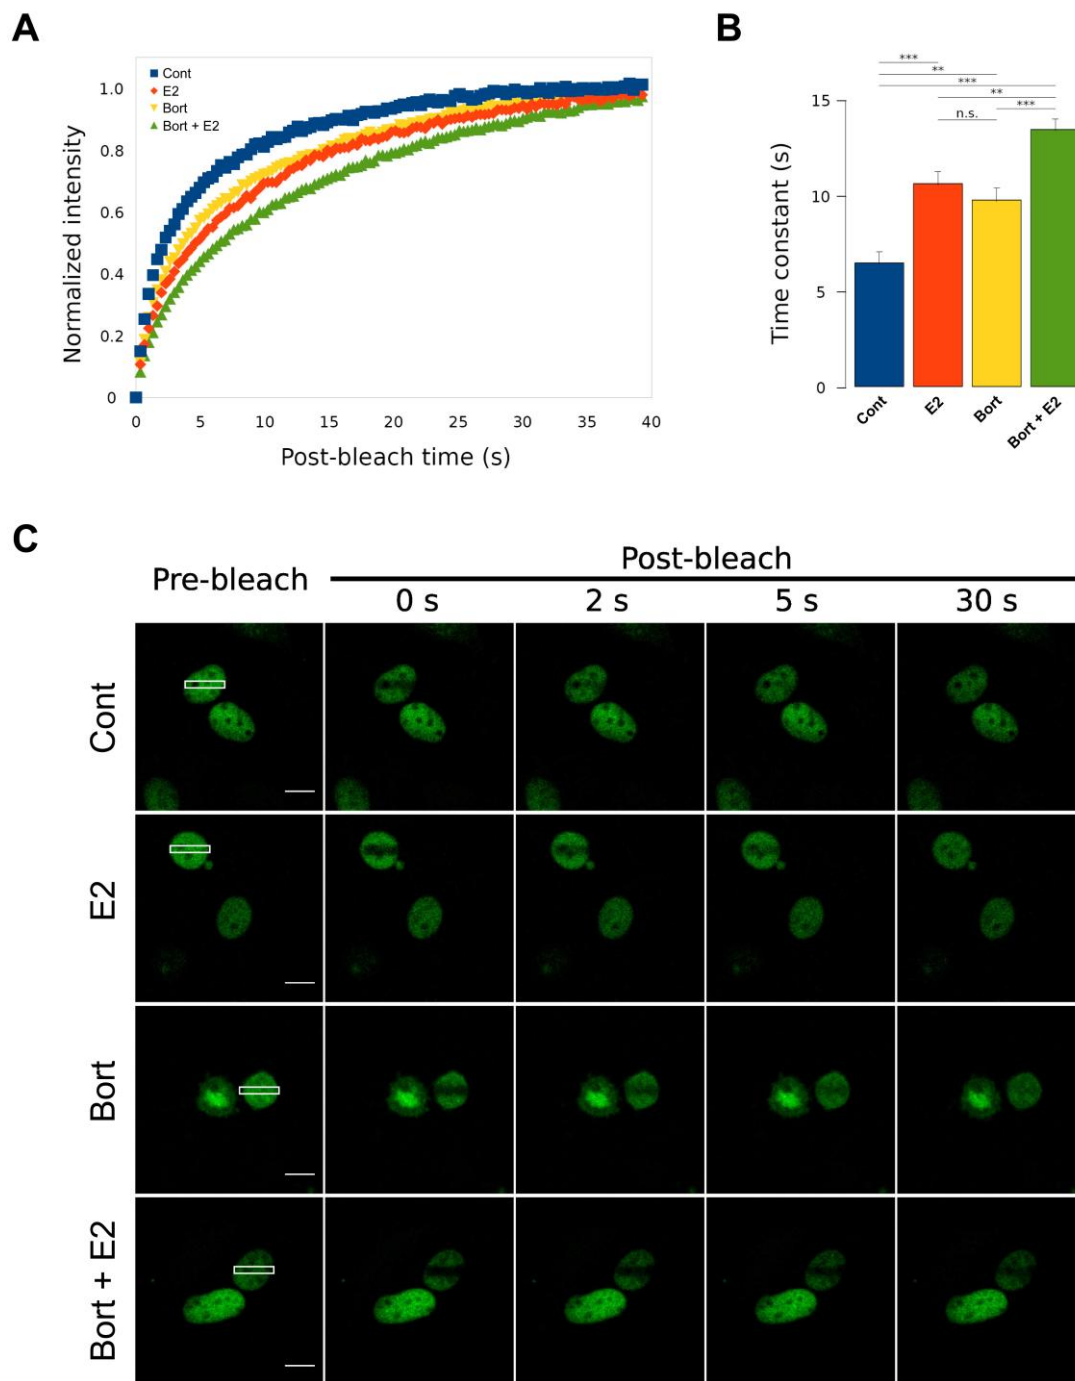 A
Cont
E2
Bort
Bort + E2
1.0
0.8
0.6
0.4
0.2
0
0 5 10 15 20 25 30 35 40
Normalized intensity
Post-bleach time (s)
B
***
**
***
**
***
n.s.
15
10
5
0
Time constant (s)
Cont
E2
Bort
Bort + E2
C
Post-bleach
Pre-bleach
0 s 2 s 5 s 30 s
Cont
E2
Bort
Bort + E2